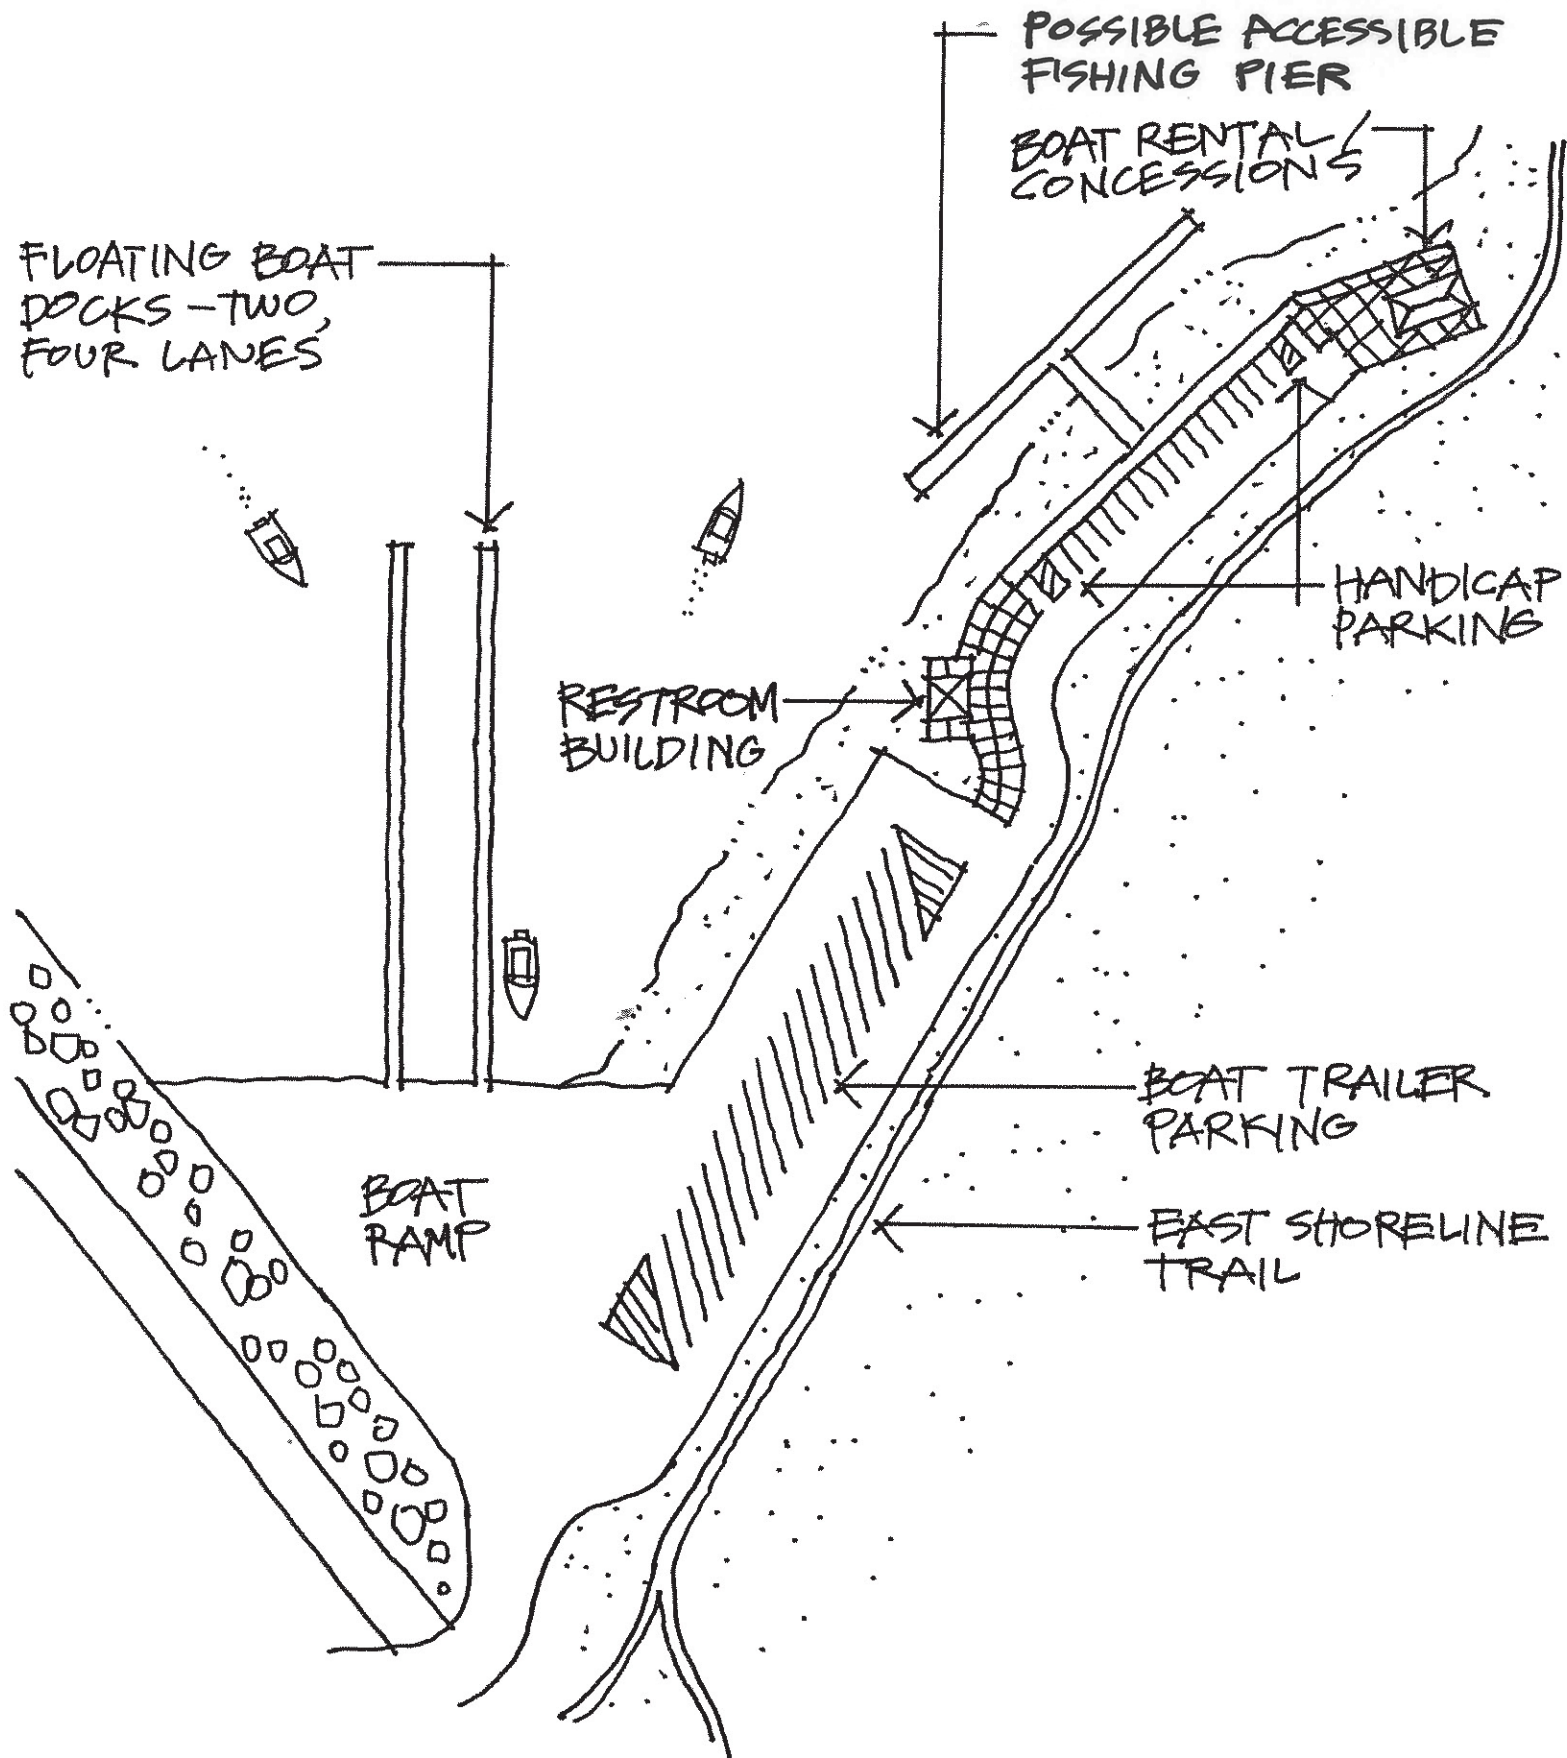 POSSIBLE ACCESSIBLE
FISHING PIER
BOAT RENTAL/
CONCESSIONS
FLOATING BOAT
DOCKS – TWO,
FOUR LANES
HANDICAP
PARKING
RESTROOM
BUILDING
BOAT TRAILER
PARKING
BOAT
RAMP
EAST SHORELINE
TRAIL